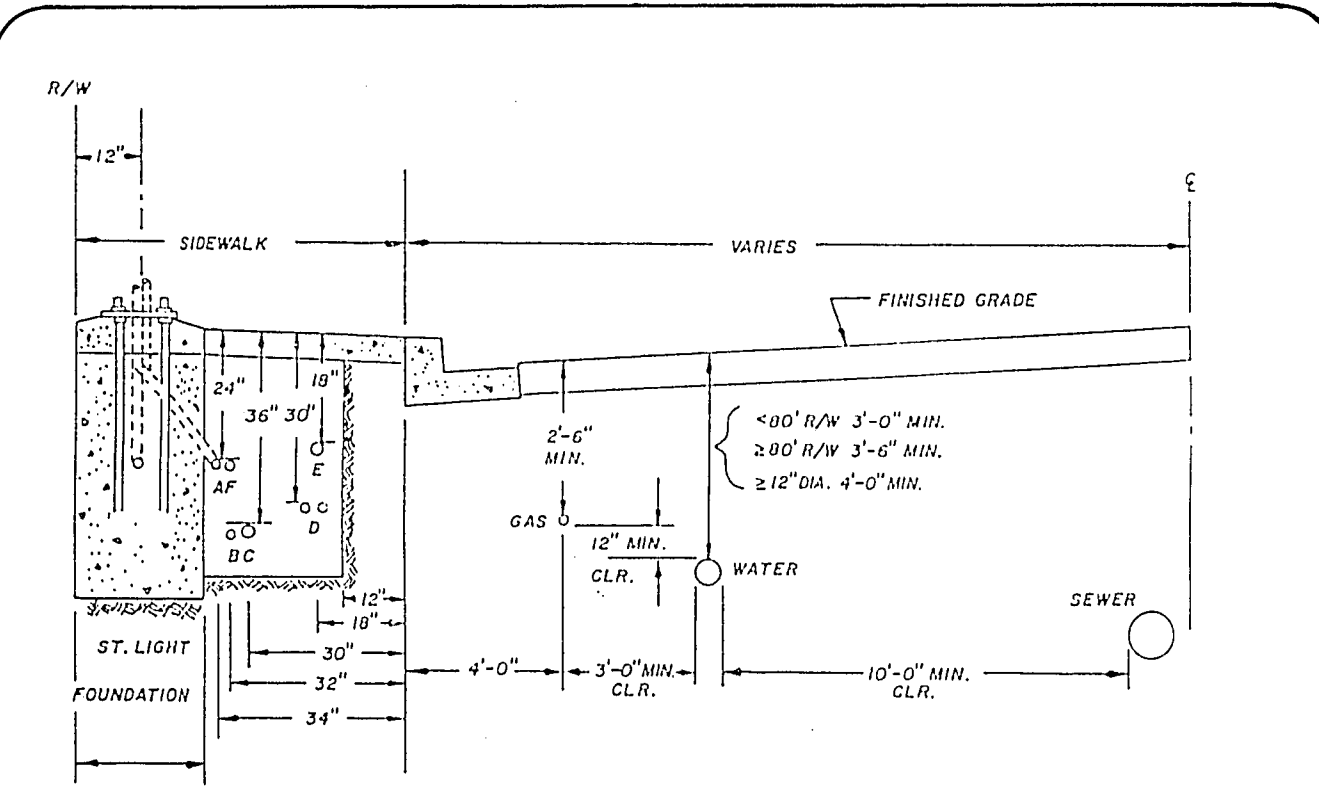 R/W
12"
SIDEWALK
VARIES
℄
FINISHED GRADE
24"
36"
30'
18"
AF
E
D
BC
2'-6"
MIN.
GAS
12" MIN.
CLR.
<80' R/W 3'-0" MIN.
≥80' R/W 3'-6" MIN.
≥12" DIA. 4'-0" MIN.
WATER
SEWER
12"
18"
30"
32"
34"
ST. LIGHT
FOUNDATION
4'-0"
3'-0" MIN.
CLR.
10'-0" MIN.
CLR.